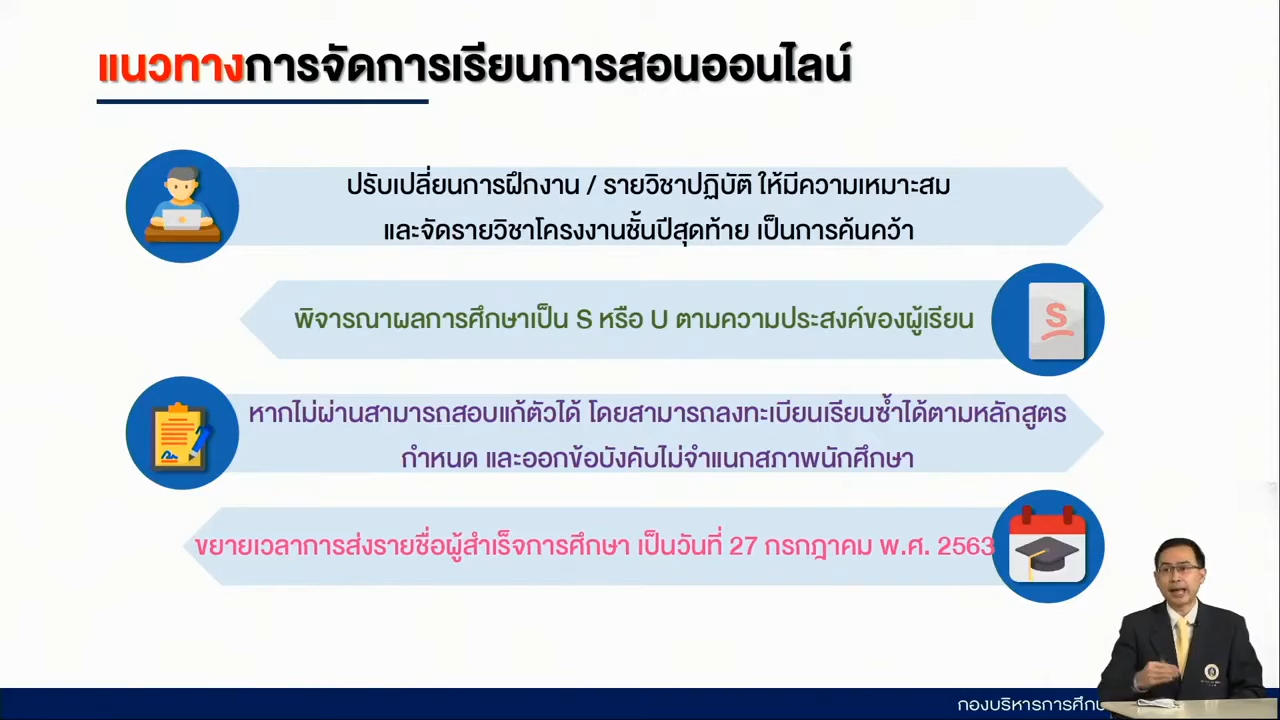 แนวทางการจัดการเรียนการสอนออนไลน์
ปรับเปลี่ยนการฝึกงาน / รายวิชาปฏิบัติ ให้มีความเหมาะสม
และจัดรายวิชาโครงงานชั้นปีสุดท้าย เป็นการค้นคว้า
พิจารณาผลการศึกษาเป็น S หรือ U ตามความประสงค์ของผู้เรียน
S
หากไม่ผ่านสามารถสอบแก้ตัวได้ โดยสามารถลงทะเบียนเรียนซ้ำได้ตามหลักสูตร
กำหนด และออกข้อบังคับไม่จำแนกสภาพนักศึกษา
ขยายเวลาการส่งรายชื่อผู้สำเร็จการศึกษา เป็นวันที่ 27 กรกฎาคม พ.ศ. 2563